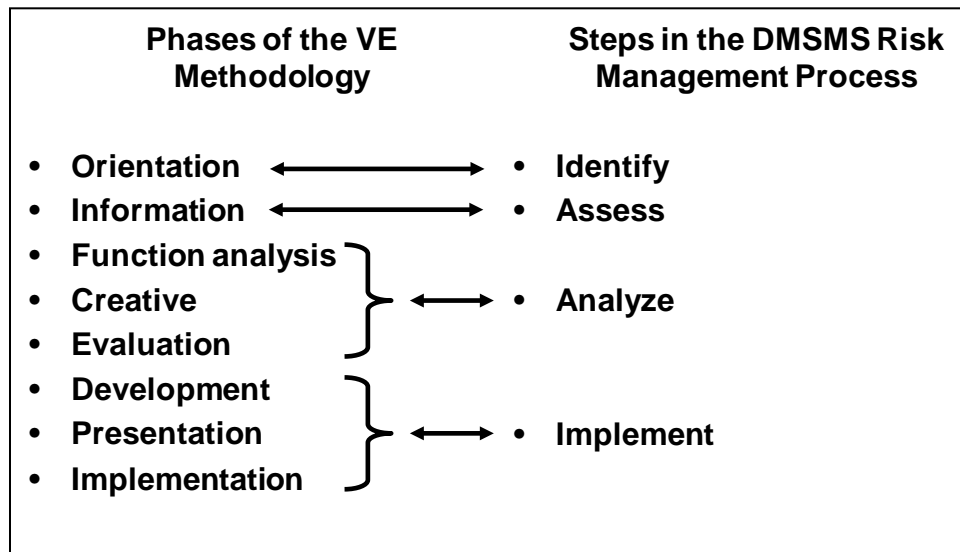 Phases of the VE
Methodology
Steps in the DMSMS Risk
Management Process
• Orientation
• Information
• Function analysis
• Creative
• Evaluation
• Development
• Presentation
• Implementation
• Identify
• Assess
• Analyze
• Implement